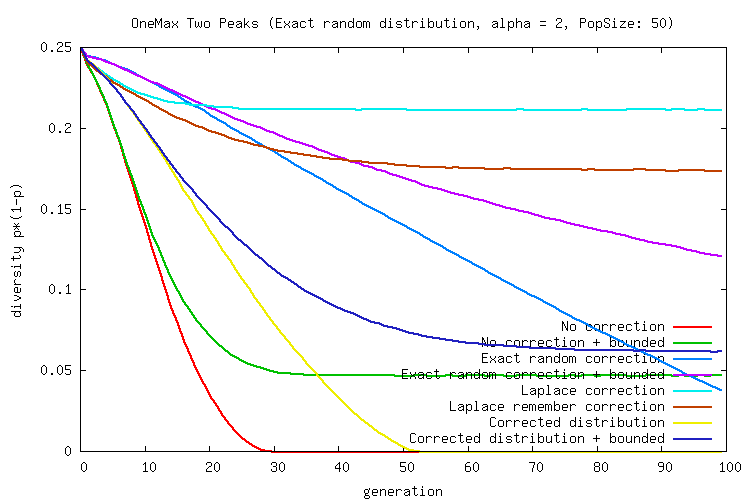 OneMax Two Peaks (Exact random distribution, alpha = 2, PopSize: 50)
0.25
0.2
0.15
0.1
0.05
0
diversity p*(1-p)
No correction
No correction + bounded
Exact random correction
Exact random correction + bounded
Laplace correction
Laplace remember correction
Corrected distribution
Corrected distribution + bounded
0 10 20 30 40 50 60 70 80 90 100
generation